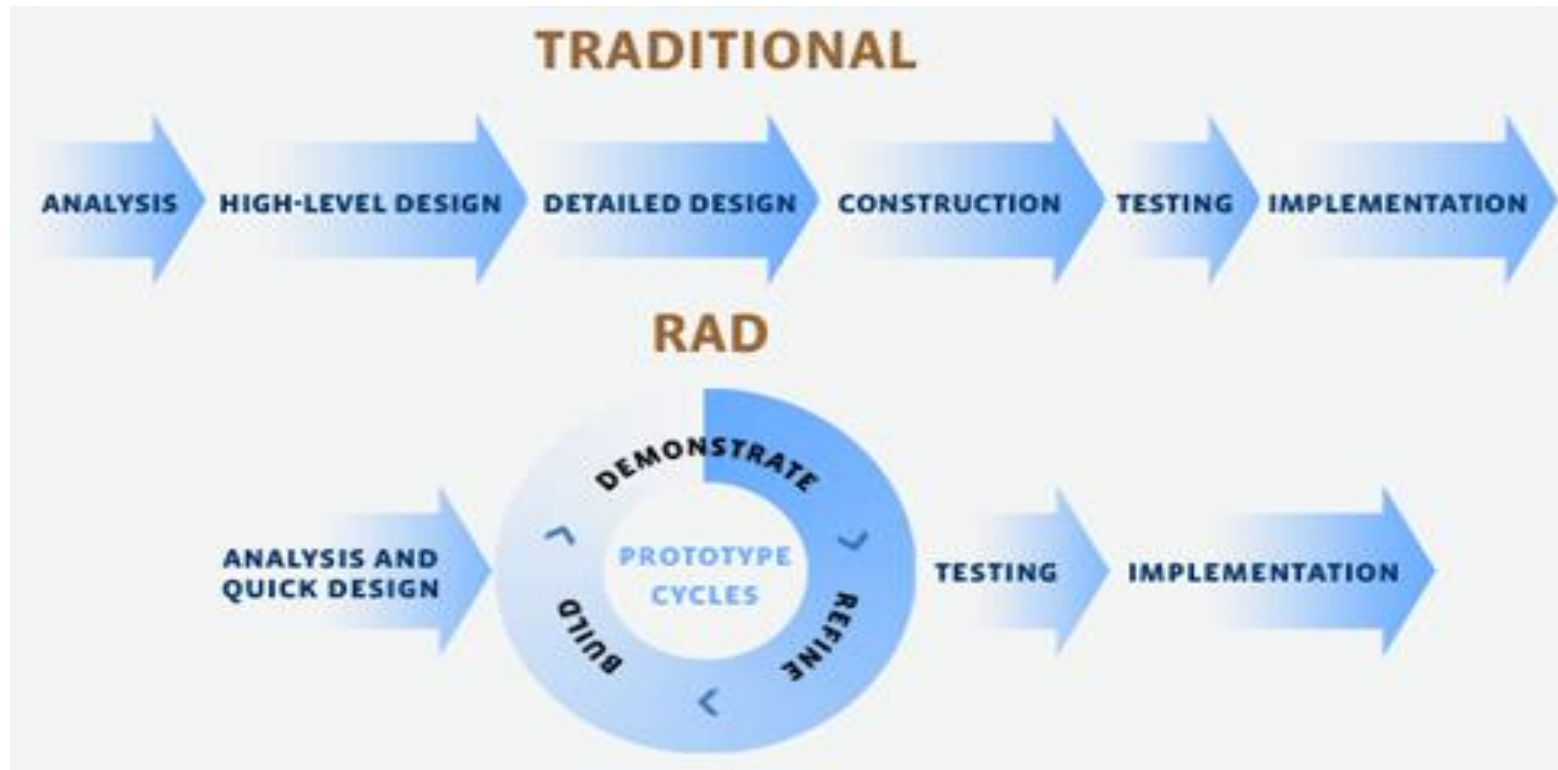 TRADITIONAL
ANALYSIS
HIGH-LEVEL DESIGN
DETAILED DESIGN
CONSTRUCTION
TESTING
IMPLEMENTATION
RAD
ANALYSIS AND
QUICK DESIGN
DEMONSTRATE
REFINE
BUILD
PROTOTYPE
CYCLES
TESTING
IMPLEMENTATION